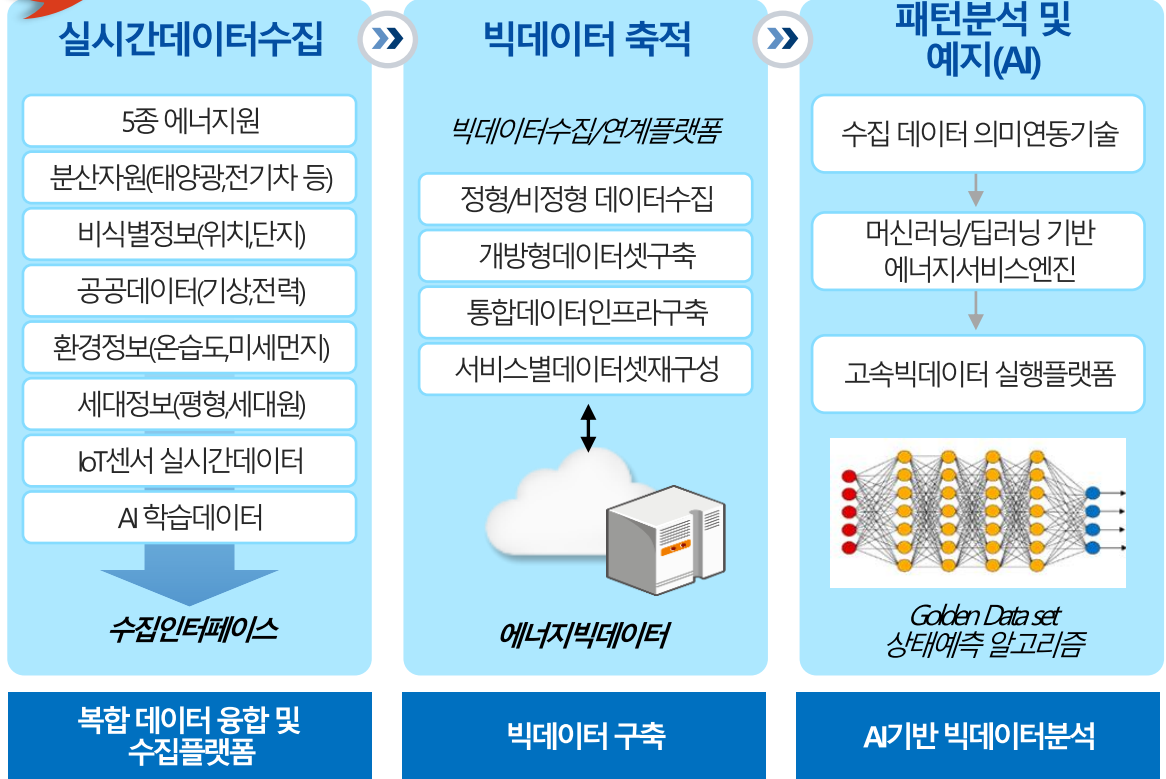 실시간데이터수집
5종 에너지원
분산자원(태양광,전기차 등)
비식별정보(위치,단지)
공공데이터(기상,전력)
환경정보(온습도,미세먼지)
세대정보(평형,세대원)
IoT센서 실시간데이터
AI 학습데이터
수집인터페이스
복합 데이터 융합 및
수집플랫폼
빅데이터 축적
빅데이터수집/연계플랫폼
정형/비정형 데이터수집
개방형데이터셋구축
통합데이터인프라구축
서비스별데이터셋재구성
에너지빅데이터
빅데이터 구축
패턴분석 및
예지(AI)
수집 데이터 의미연동기술
머신러닝/딥러닝 기반
에너지서비스엔진
고속빅데이터 실행플랫폼
Golden Data set
상태예측 알고리즘
AI기반 빅데이터분석